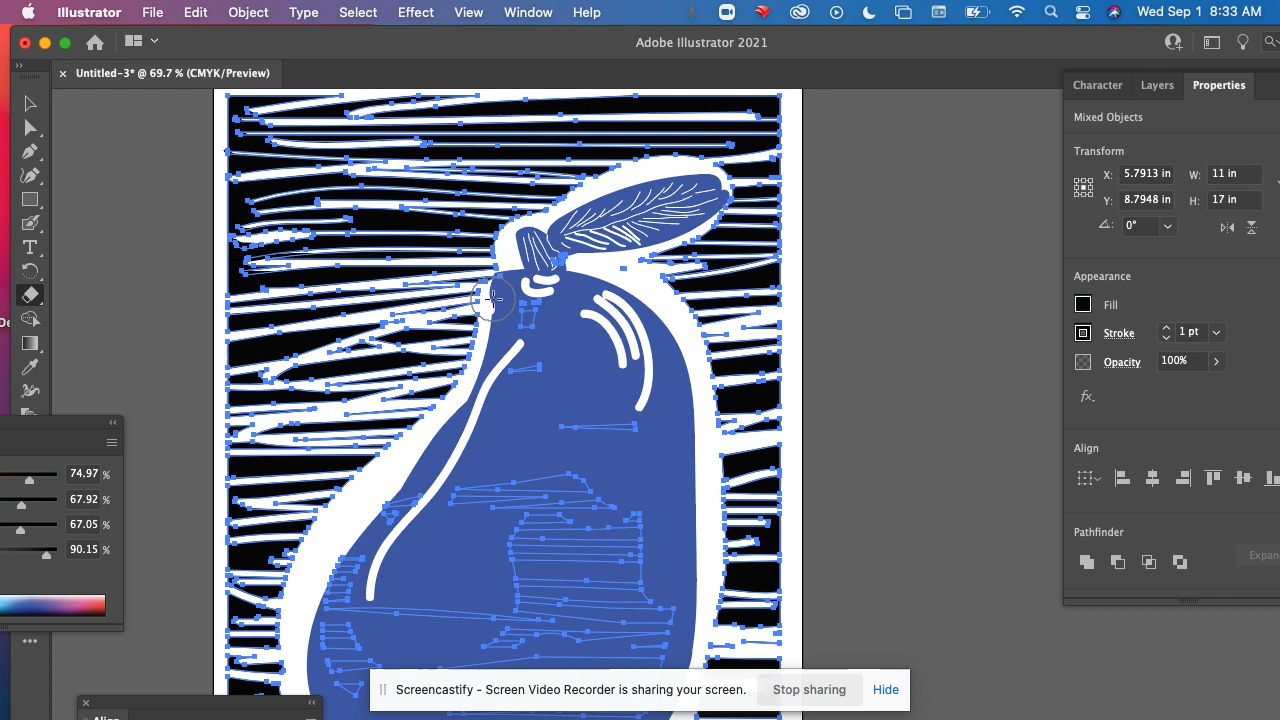 Illustrator File Edit Object Type Select Effect View Window Help Wed Sep 1 8:33 AM
Adobe Illustrator 2021
× Untitled-3* @ 69.7 % (CMYK/Preview)
Character Layers Properties
Mixed Objects
Transform
X: 5.7913 in W: 11 in
Y: 8.7948 in H: 17 in
0°
Appearance
Fill
Stroke 1 pt
Opacity 100%
fx.
Align
Pathfinder
Expand
74.97 %
67.92 %
67.05 %
90.15 %
Screencastify - Screen Video Recorder is sharing your screen. Stop sharing Hide
Align